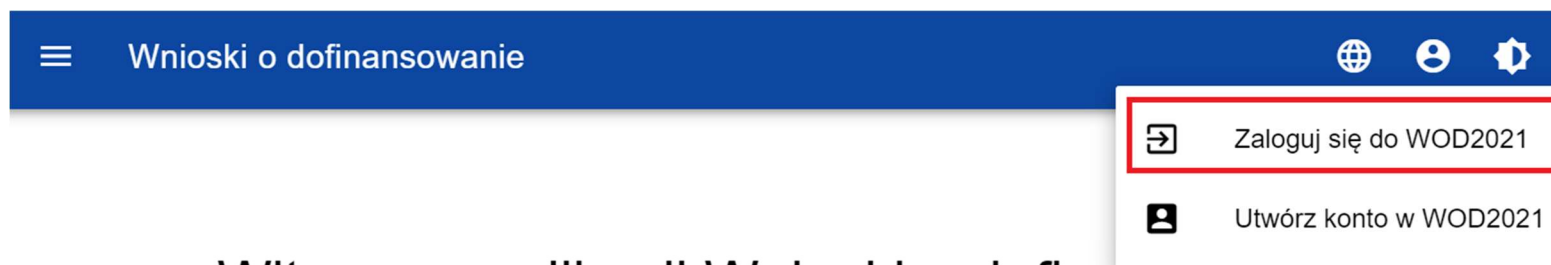 Wnioski o dofinansowanie
Zaloguj się do WOD2021
Utwórz konto w WOD2021